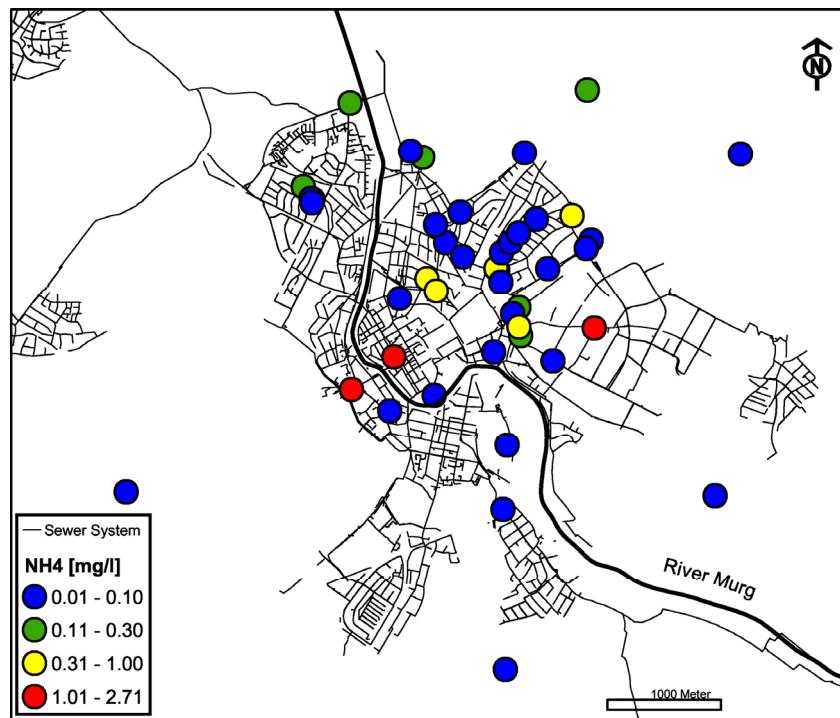 N
River Murg
Sewer System
NH4 [mg/l]
0.01 - 0.10
0.11 - 0.30
0.31 - 1.00
1.01 - 2.71
1000 Meter